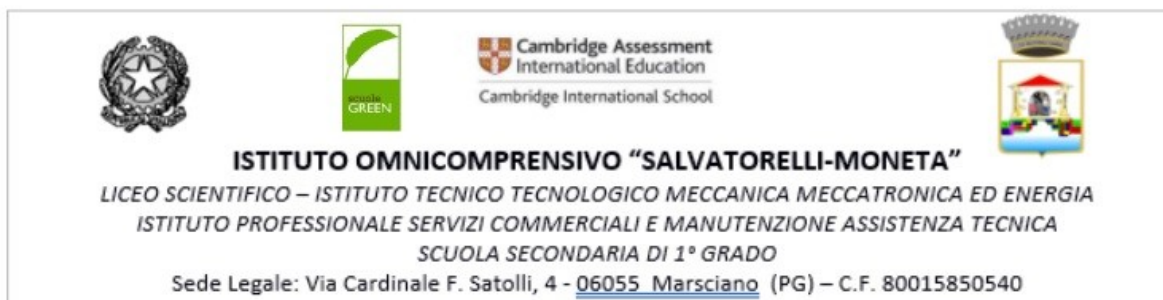 scuola
GREEN
Cambridge Assessment
International Education
Cambridge International School
ISTITUTO OMNICOMPRENSIVO “SALVATORELLI-MONETA”
LICEO SCIENTIFICO – ISTITUTO TECNICO TECNOLOGICO MECCANICA MECCATRONICA ED ENERGIA
ISTITUTO PROFESSIONALE SERVIZI COMMERCIALI E MANUTENZIONE ASSISTENZA TECNICA
SCUOLA SECONDARIA DI 1° GRADO
Sede Legale: Via Cardinale F. Satolli, 4 - 06055 Marsciano (PG) – C.F. 80015850540